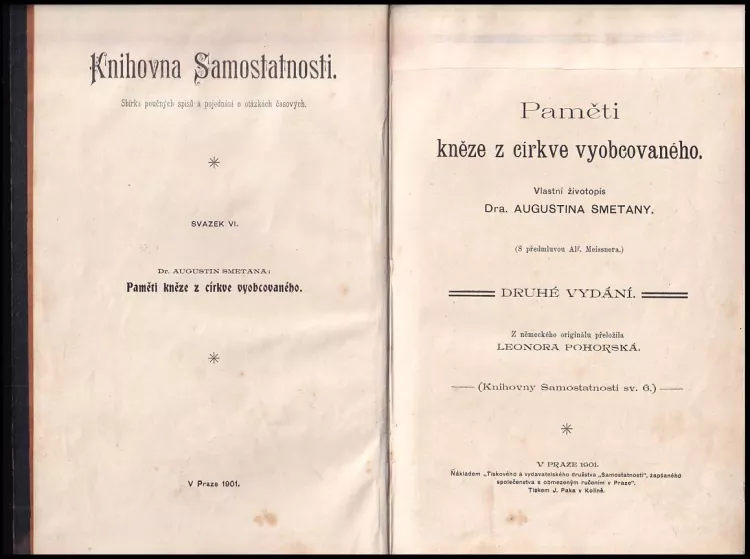 Knihovna Samostatnosti.
Sbírka poučných spisů a pojednání o otázkách časových.
SVAZEK VI.
Dr. AUGUSTIN SMETANA:
Paměti kněze z církve vyobcovaného.
V Praze 1901.
Paměti
kněze z církve vyobcovaného.
Vlastní životopis
Dra. AUGUSTINA SMETANY.
(S předmluvou Alf. Meissnera.)
DRUHÉ VYDÁNÍ.
Z německého originálu přeložila
LEONORA POHORSKÁ.
(Knihovny Samostatnosti sv. 6.)
V PRAZE 1901.
Nákladem „Tiskového a vydavatelského družstva „Samostatnosti“, zapsaného
společenstva s obmezeným ručením v Praze“.
Tiskem J. Paka v Kolíně.